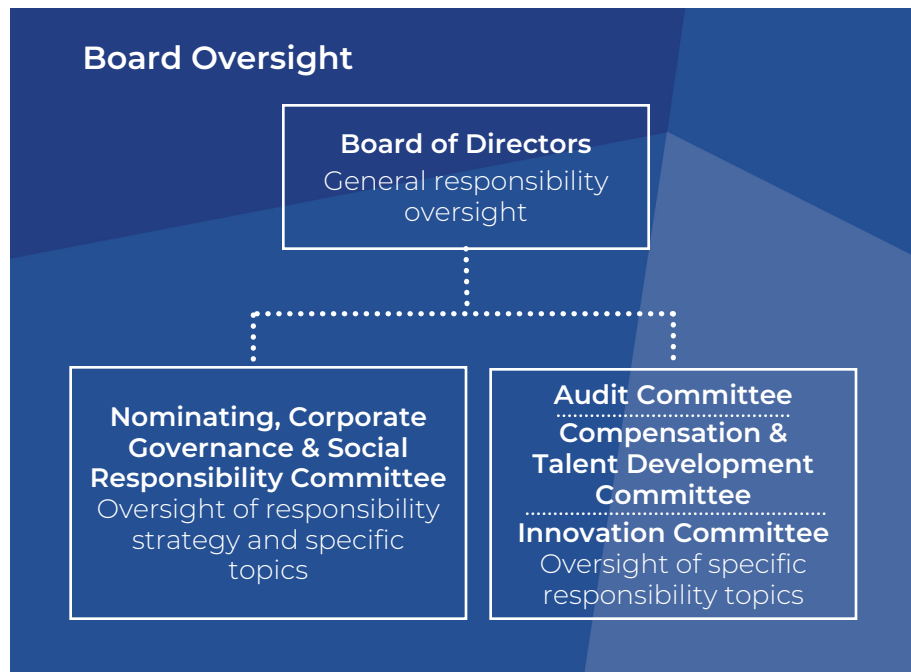 Board Oversight
Board of Directors
General responsibility
oversight
Nominating, Corporate
Governance & Social
Responsibility Committee
Oversight of responsibility
strategy and specific
topics
Audit Committee
Compensation &
Talent Development
Committee
Innovation Committee
Oversight of specific
responsibility topics